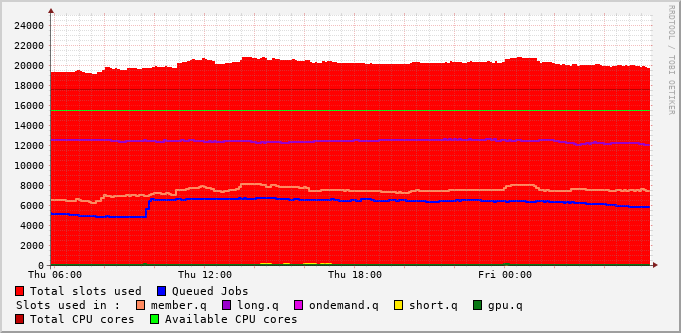 24000
22000
20000
18000
16000
14000
12000
10000
8000
6000
4000
2000
0
Thu 06:00 Thu 12:00 Thu 18:00 Fri 00:00
Total slots used Queued Jobs
Slots used in : member.q long.q ondemand.q short.q gpu.q
Total CPU cores Available CPU cores
RRDTOOL / TOBI OETIKER